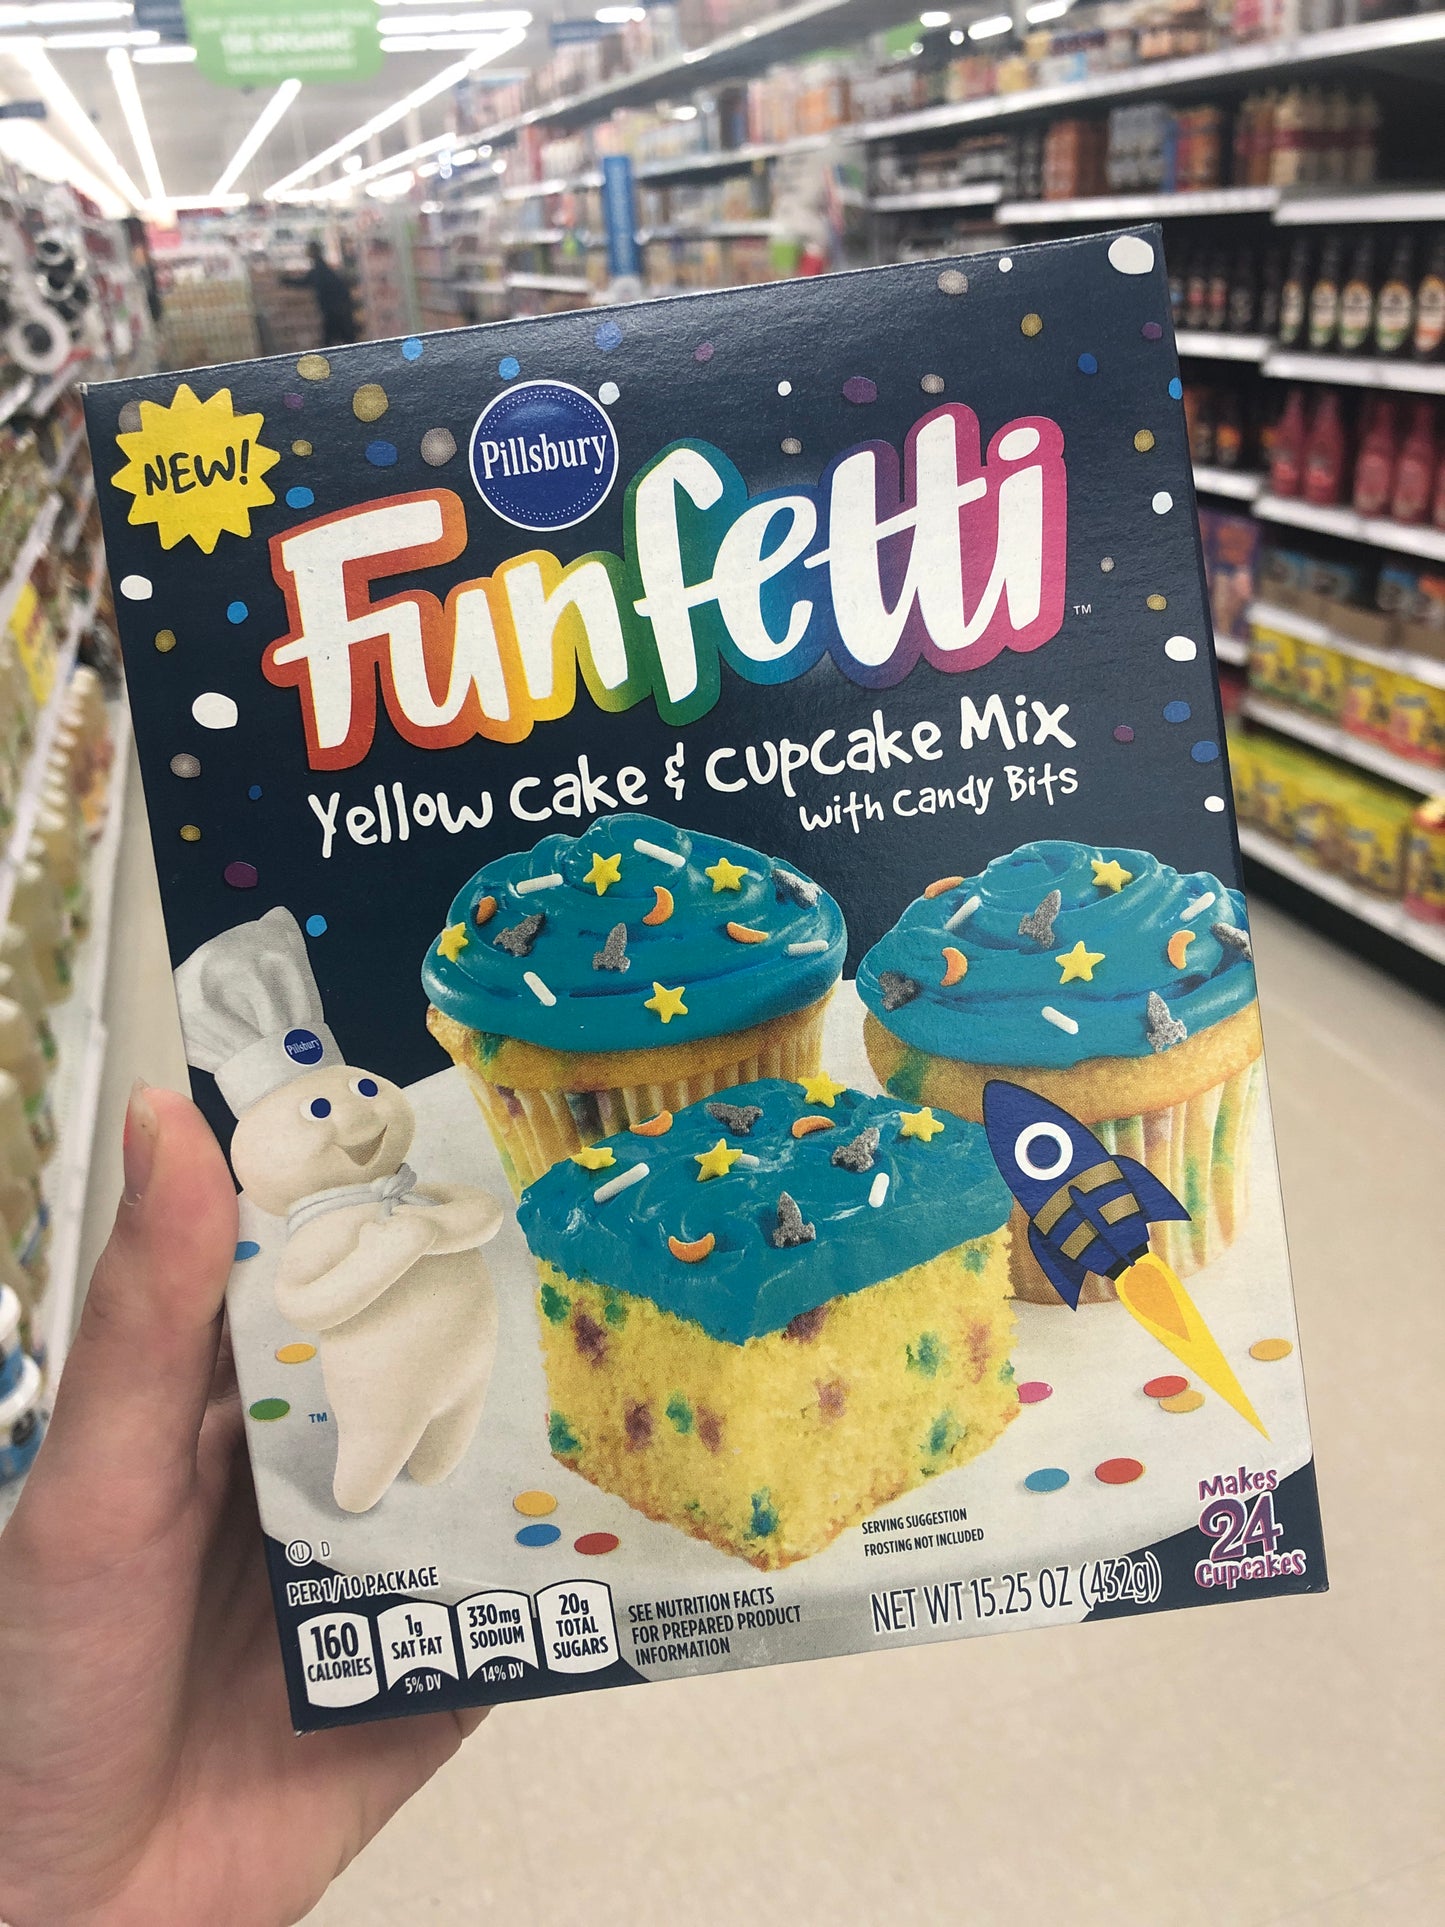 100 ORGANIC
NEW!
Pillsbury
Funfetti
™
Yellow Cake & Cupcake Mix
with Candy Bits
Pillsbury
TM
SERVING SUGGESTION
FROSTING NOT INCLUDED
Makes
24
Cupcakes
U D
PER 1/10 PACKAGE
160
CALORIES
1g
SAT FAT
5% DV
330mg
SODIUM
14% DV
20g
TOTAL
SUGARS
SEE NUTRITION FACTS
FOR PREPARED PRODUCT
INFORMATION
NET WT 15.25 OZ (432g)